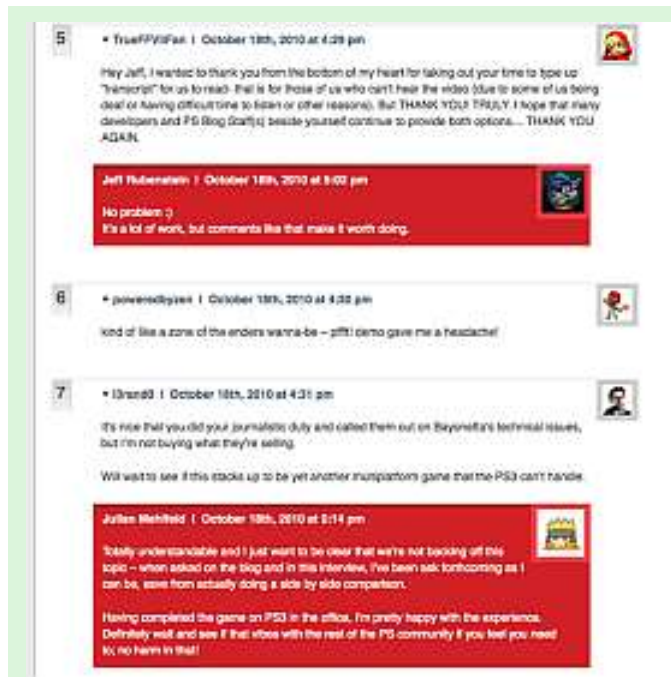 5
• TrueFFVIIFan | October 18th, 2010 at 4:29 pm
Hey Jeff, I wanted to thank you from the bottom of my heart for taking out your time to type up
"transcript" for us to read- that is for those of us who can't hear the video (due to some of us being
deaf or having difficult time to listen or other reasons). But THANK YOU! TRULY. I hope that many
developers and PS Blog Staff(s) beside yourself continue to provide both options.... THANK YOU
AGAIN.
Jeff Rubenstein | October 18th, 2010 at 5:02 pm
No problem :)
It's a lot of work, but comments like that make it worth doing.
6
• poweredbyzen | October 18th, 2010 at 4:30 pm
kind of like a zone of the enders wanna-be – pfft! demo gave me a headache!
7
• October 18th, 2010 at 4:31 pm
It's nice that you did your journalistic duty and called them out on Bayonetta's technical issues,
but I'm not buying what they're selling.
Will wait to see if this stacks up to be yet another multiplatform game that the PS3 can't handle.
Julian | October 18th, 2010 at 5:14 pm
Totally understandable and I just want to be clear that we're not backing off this
topic – when asked on the blog and in this interview, I've been forthcoming as I
can be, save from actually doing a side by side comparison.
Having completed the game on PS3 in the office, I'm pretty happy with the experience.
Definitely wait and see if that vibes with the rest of the PS community if you feel you need
to; no harm in that!